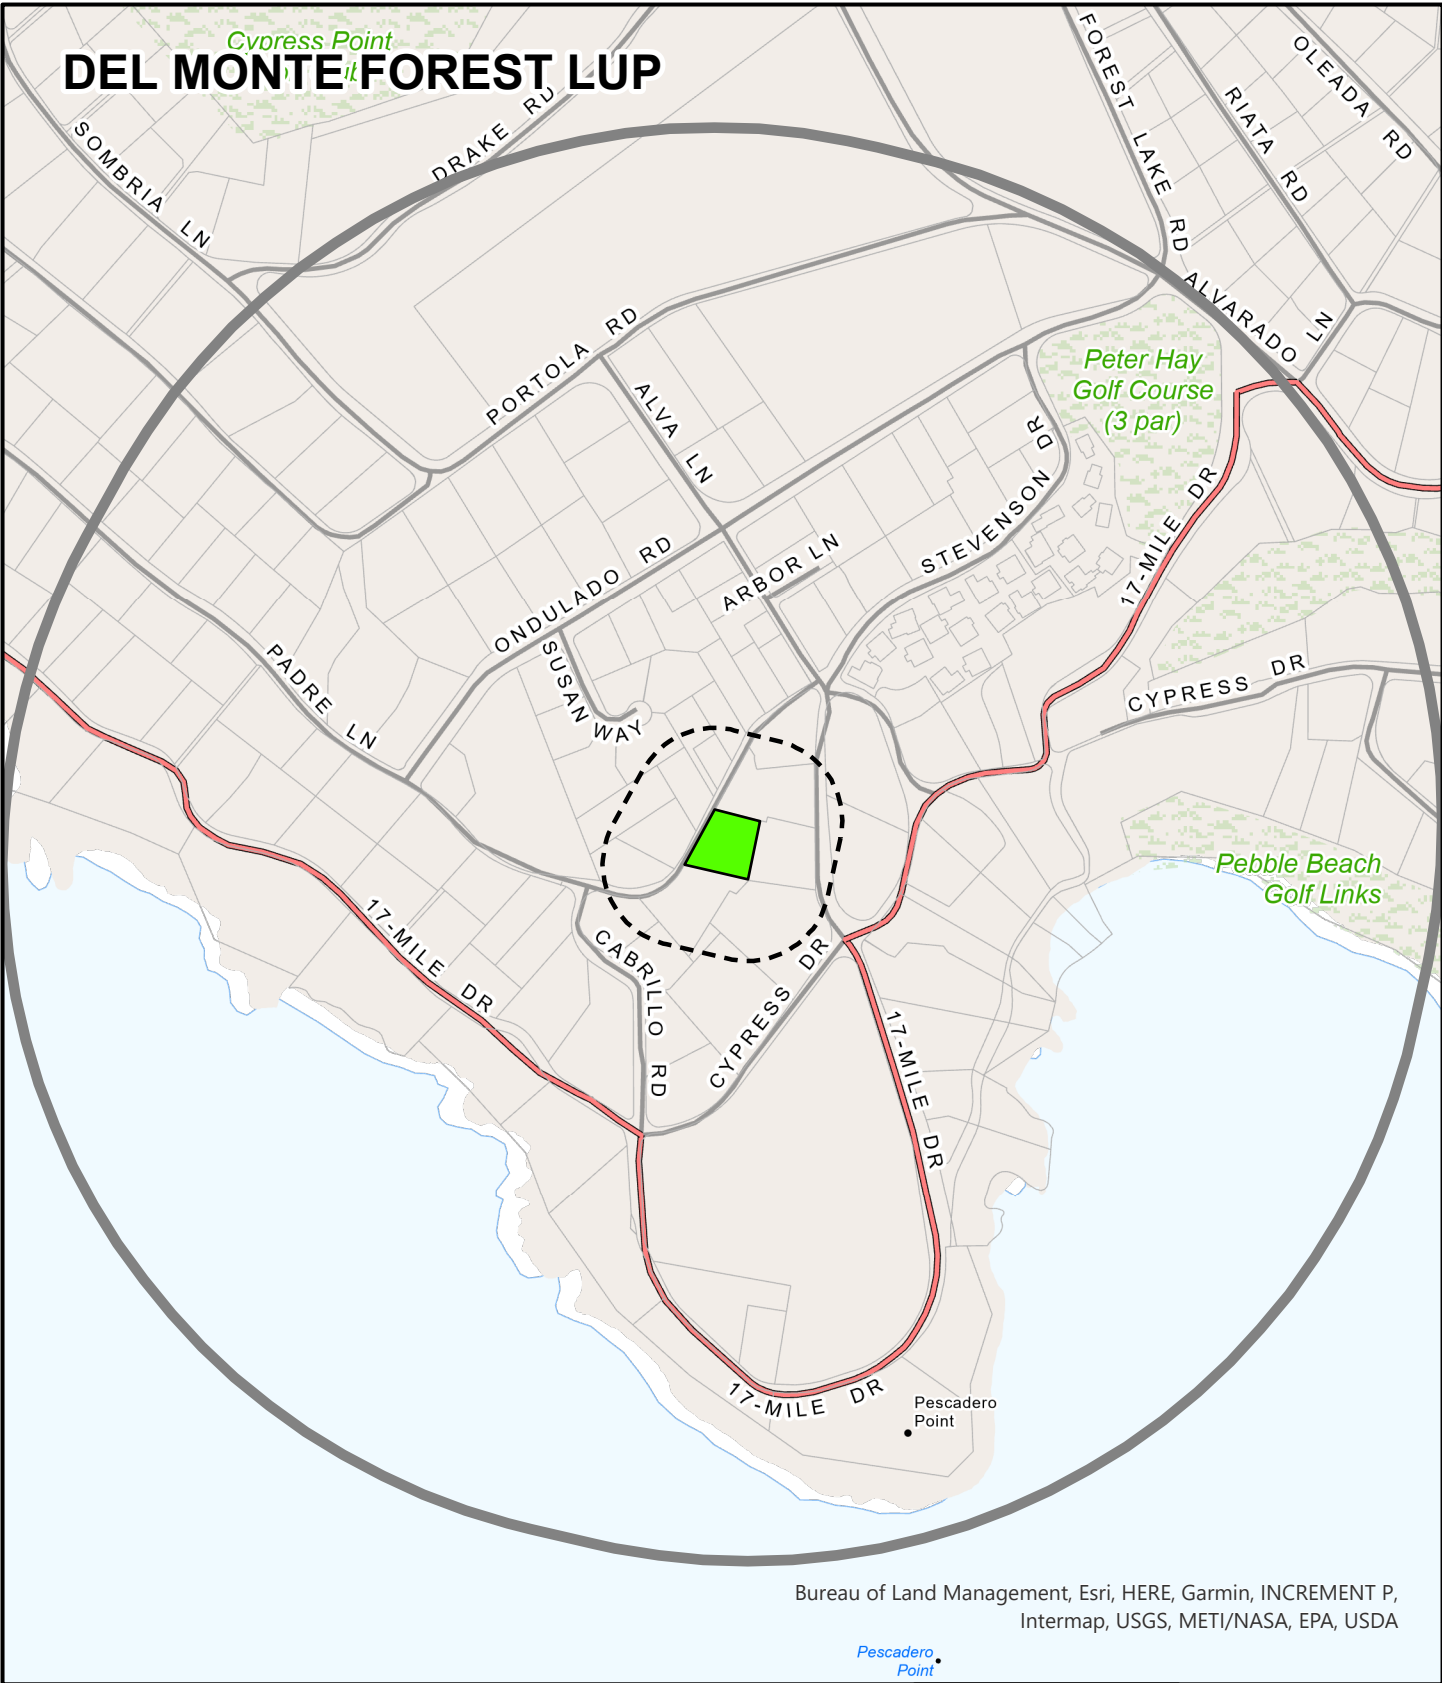 Cypress Point
DEL MONTE FOREST LUP
DRAKE RD
SOMBRIA LN
FOREST LAKE RD
RIATA RD
OLEADA RD
ALVARADO LN
PORTOLA RD
ALVA LN
Peter Hay
Golf Course
(3 par)
STEVENSON DR
17-MILE DR
ARBOR LN
ONDULADO RD
SUSAN WAY
PADRE LN
CYPRESS DR
Pebble Beach
Golf Links
17-MILE DR
CABRILLO RD
CYPRESS DR
17-MILE DR
17-MILE DR
Pescadero
Point
Bureau of Land Management, Esri, HERE, Garmin, INCREMENT P,
Intermap, USGS, METI/NASA, EPA, USDA
Pescadero
Point